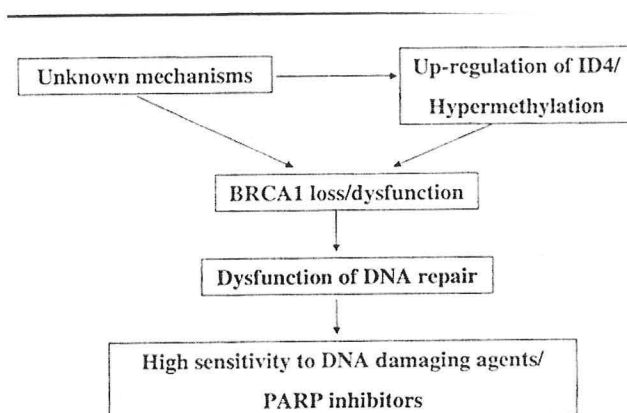 Unknown mechanisms
Up-regulation of ID4/
Hypermethylation
BRCA1 loss/dysfunction
Dysfunction of DNA repair
High sensitivity to DNA damaging agents/
PARP inhibitors